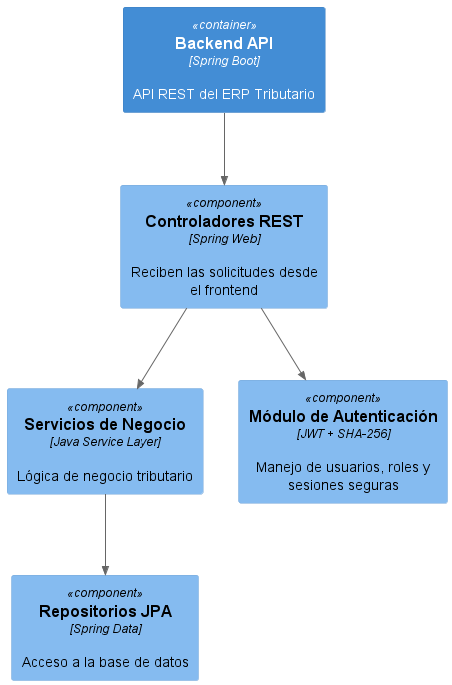 «container»
Backend API
[Spring Boot]
API REST del ERP Tributario
«component»
Controladores REST
[Spring Web]
Reciben las solicitudes desde
el frontend
«component»
Servicios de Negocio
[Java Service Layer]
Lógica de negocio tributario
«component»
Módulo de Autenticación
[JWT + SHA-256]
Manejo de usuarios, roles y
sesiones seguras
«component»
Repositorios JPA
[Spring Data]
Acceso a la base de datos